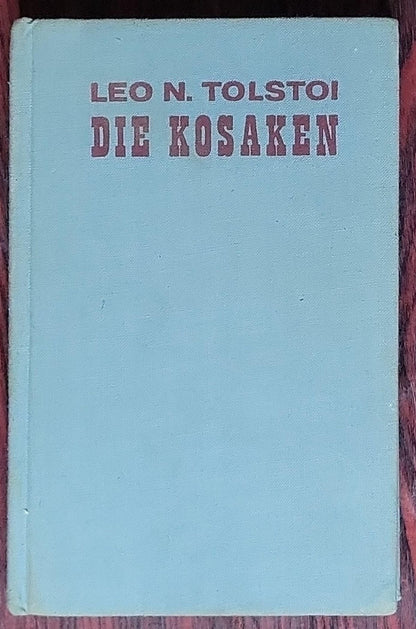 LEO N. TOLSTOI
DIE KOSAKEN